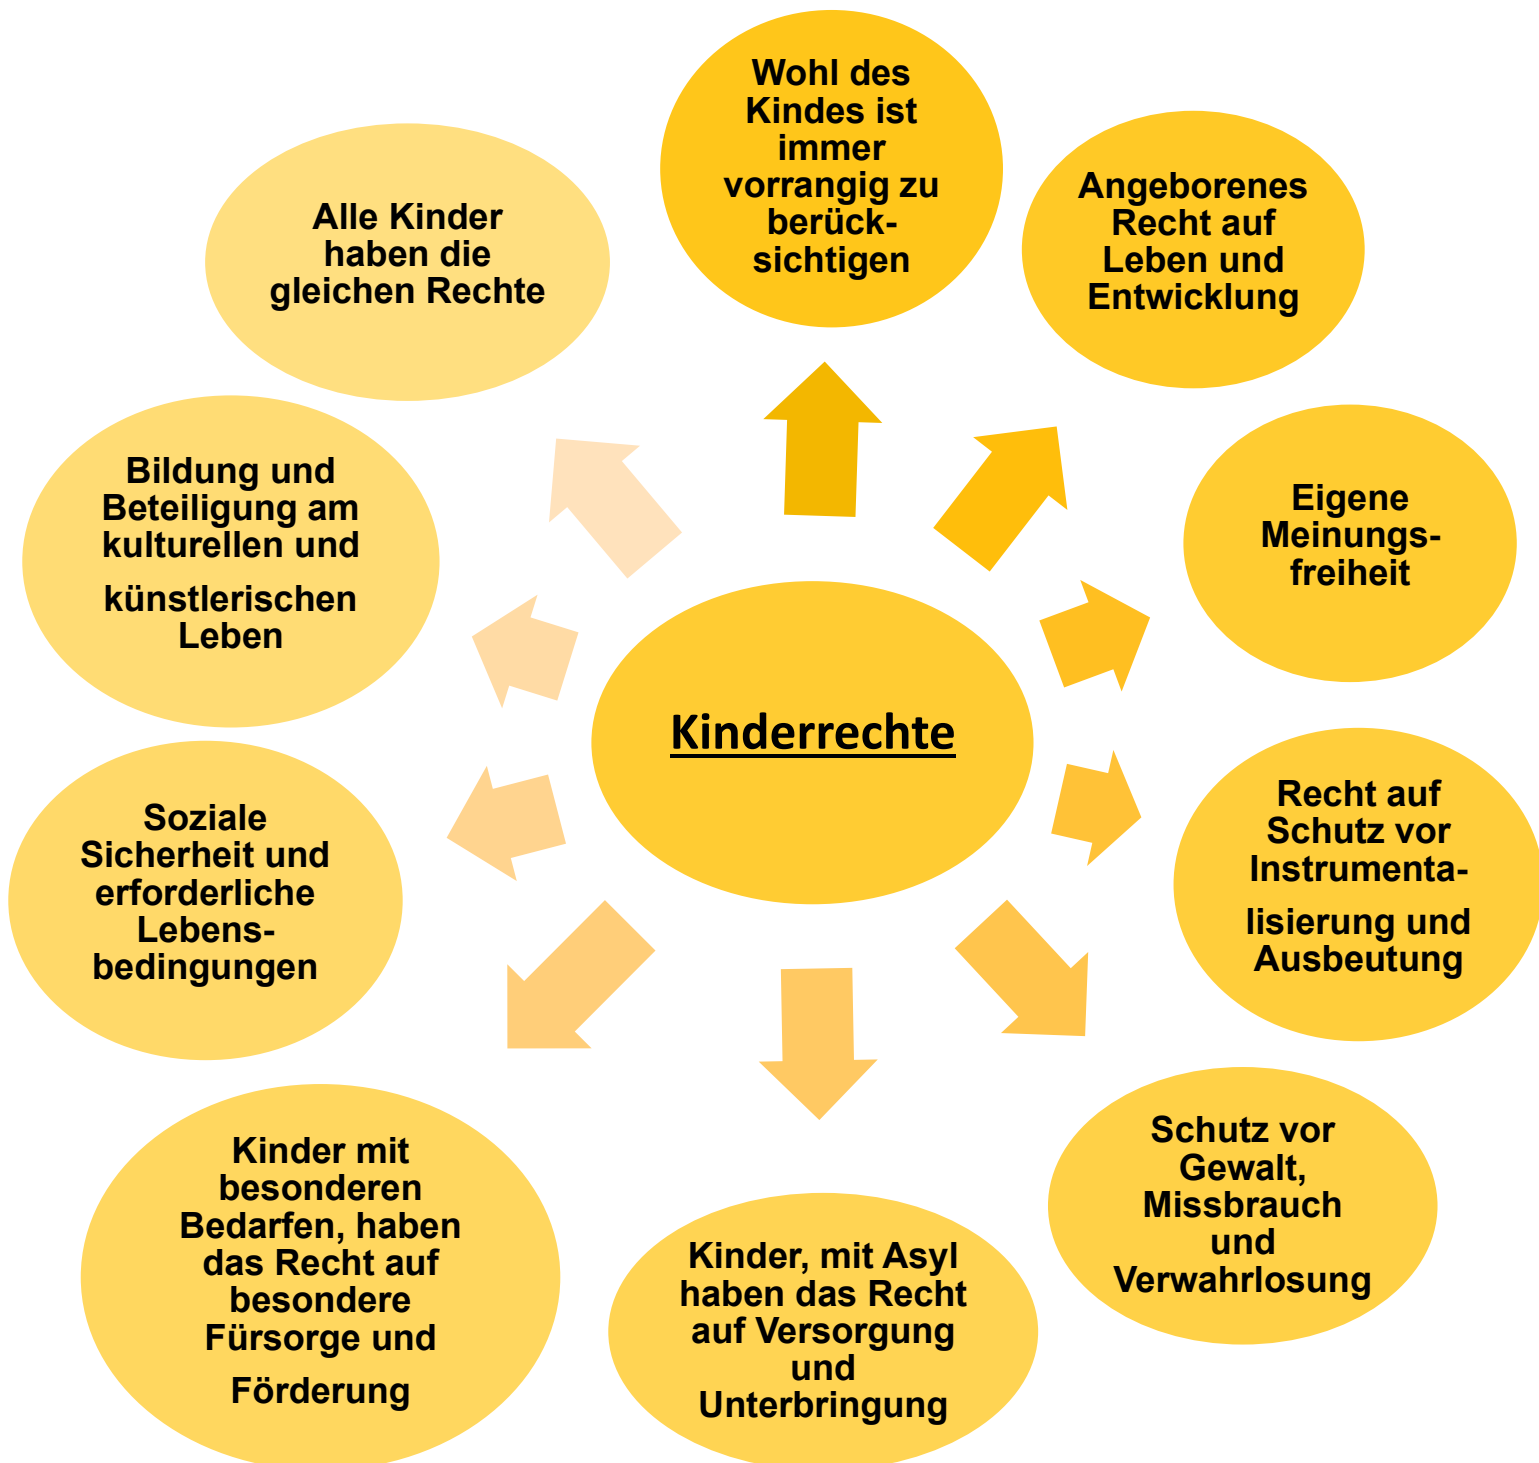 Wohl des
Kindes ist
immer
vorrangig zu
berück-
sichtigen
Angeborenes
Recht auf
Leben und
Entwicklung
Eigene
Meinungs-
freiheit
Recht auf
Schutz vor
Instrumenta-
lisierung und
Ausbeutung
Schutz vor
Gewalt,
Missbrauch
und
Verwahrlosung
Kinder, mit Asyl
haben das Recht
auf Versorgung
und
Unterbringung
Kinder mit
besonderen
Bedarfen, haben
das Recht auf
besondere
Fürsorge und
Förderung
Soziale
Sicherheit und
erforderliche
Lebens-
bedingungen
Bildung und
Beteiligung am
kulturellen und
künstlerischen
Leben
Alle Kinder
haben die
gleichen Rechte
Kinderrechte